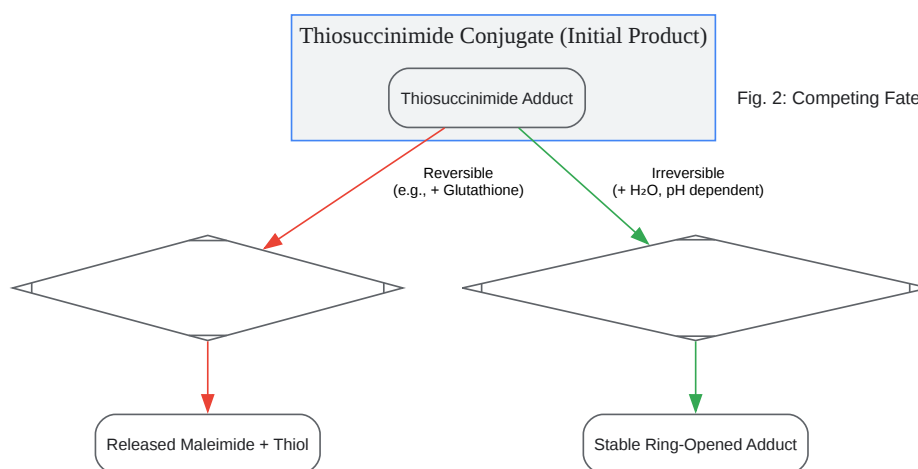 Thiosuccinimide Conjugate (Initial Product)
Thiosuccinimide Adduct
Fig. 2: Competing Fate
Reversible
(e.g., + Glutathione)
Irreversible
(+ H₂O, pH dependent)
Released Maleimide + Thiol
Stable Ring-Opened Adduct